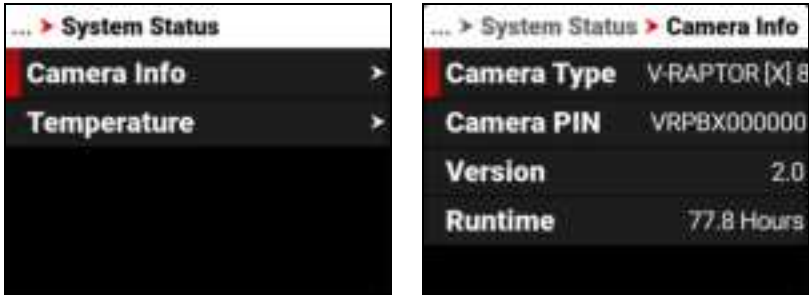 ... > System Status
Camera Info >
Temperature >
... > System Status > Camera Info
Camera Type V-RAPTOR [X] 8
Camera PIN VRPBX000000
Version 2.0
Runtime 77.8 Hours